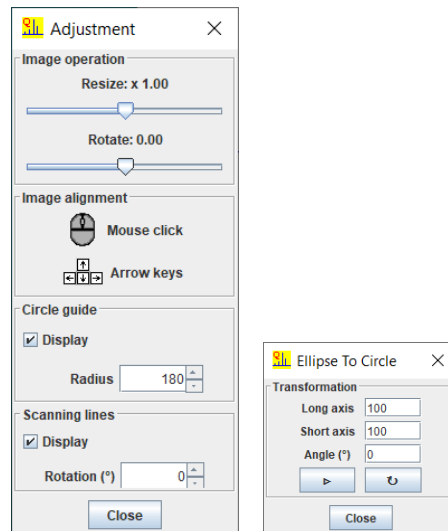 Adjustment
Image operation
Resize: x 1.00
Rotate: 0.00
Image alignment
Mouse click
Arrow keys
Circle guide
Display
Radius 180
Scanning lines
Display
Rotation (°) 0
Close
Ellipse To Circle
Transformation
Long axis 100
Short axis 100
Angle (°) 0
Close